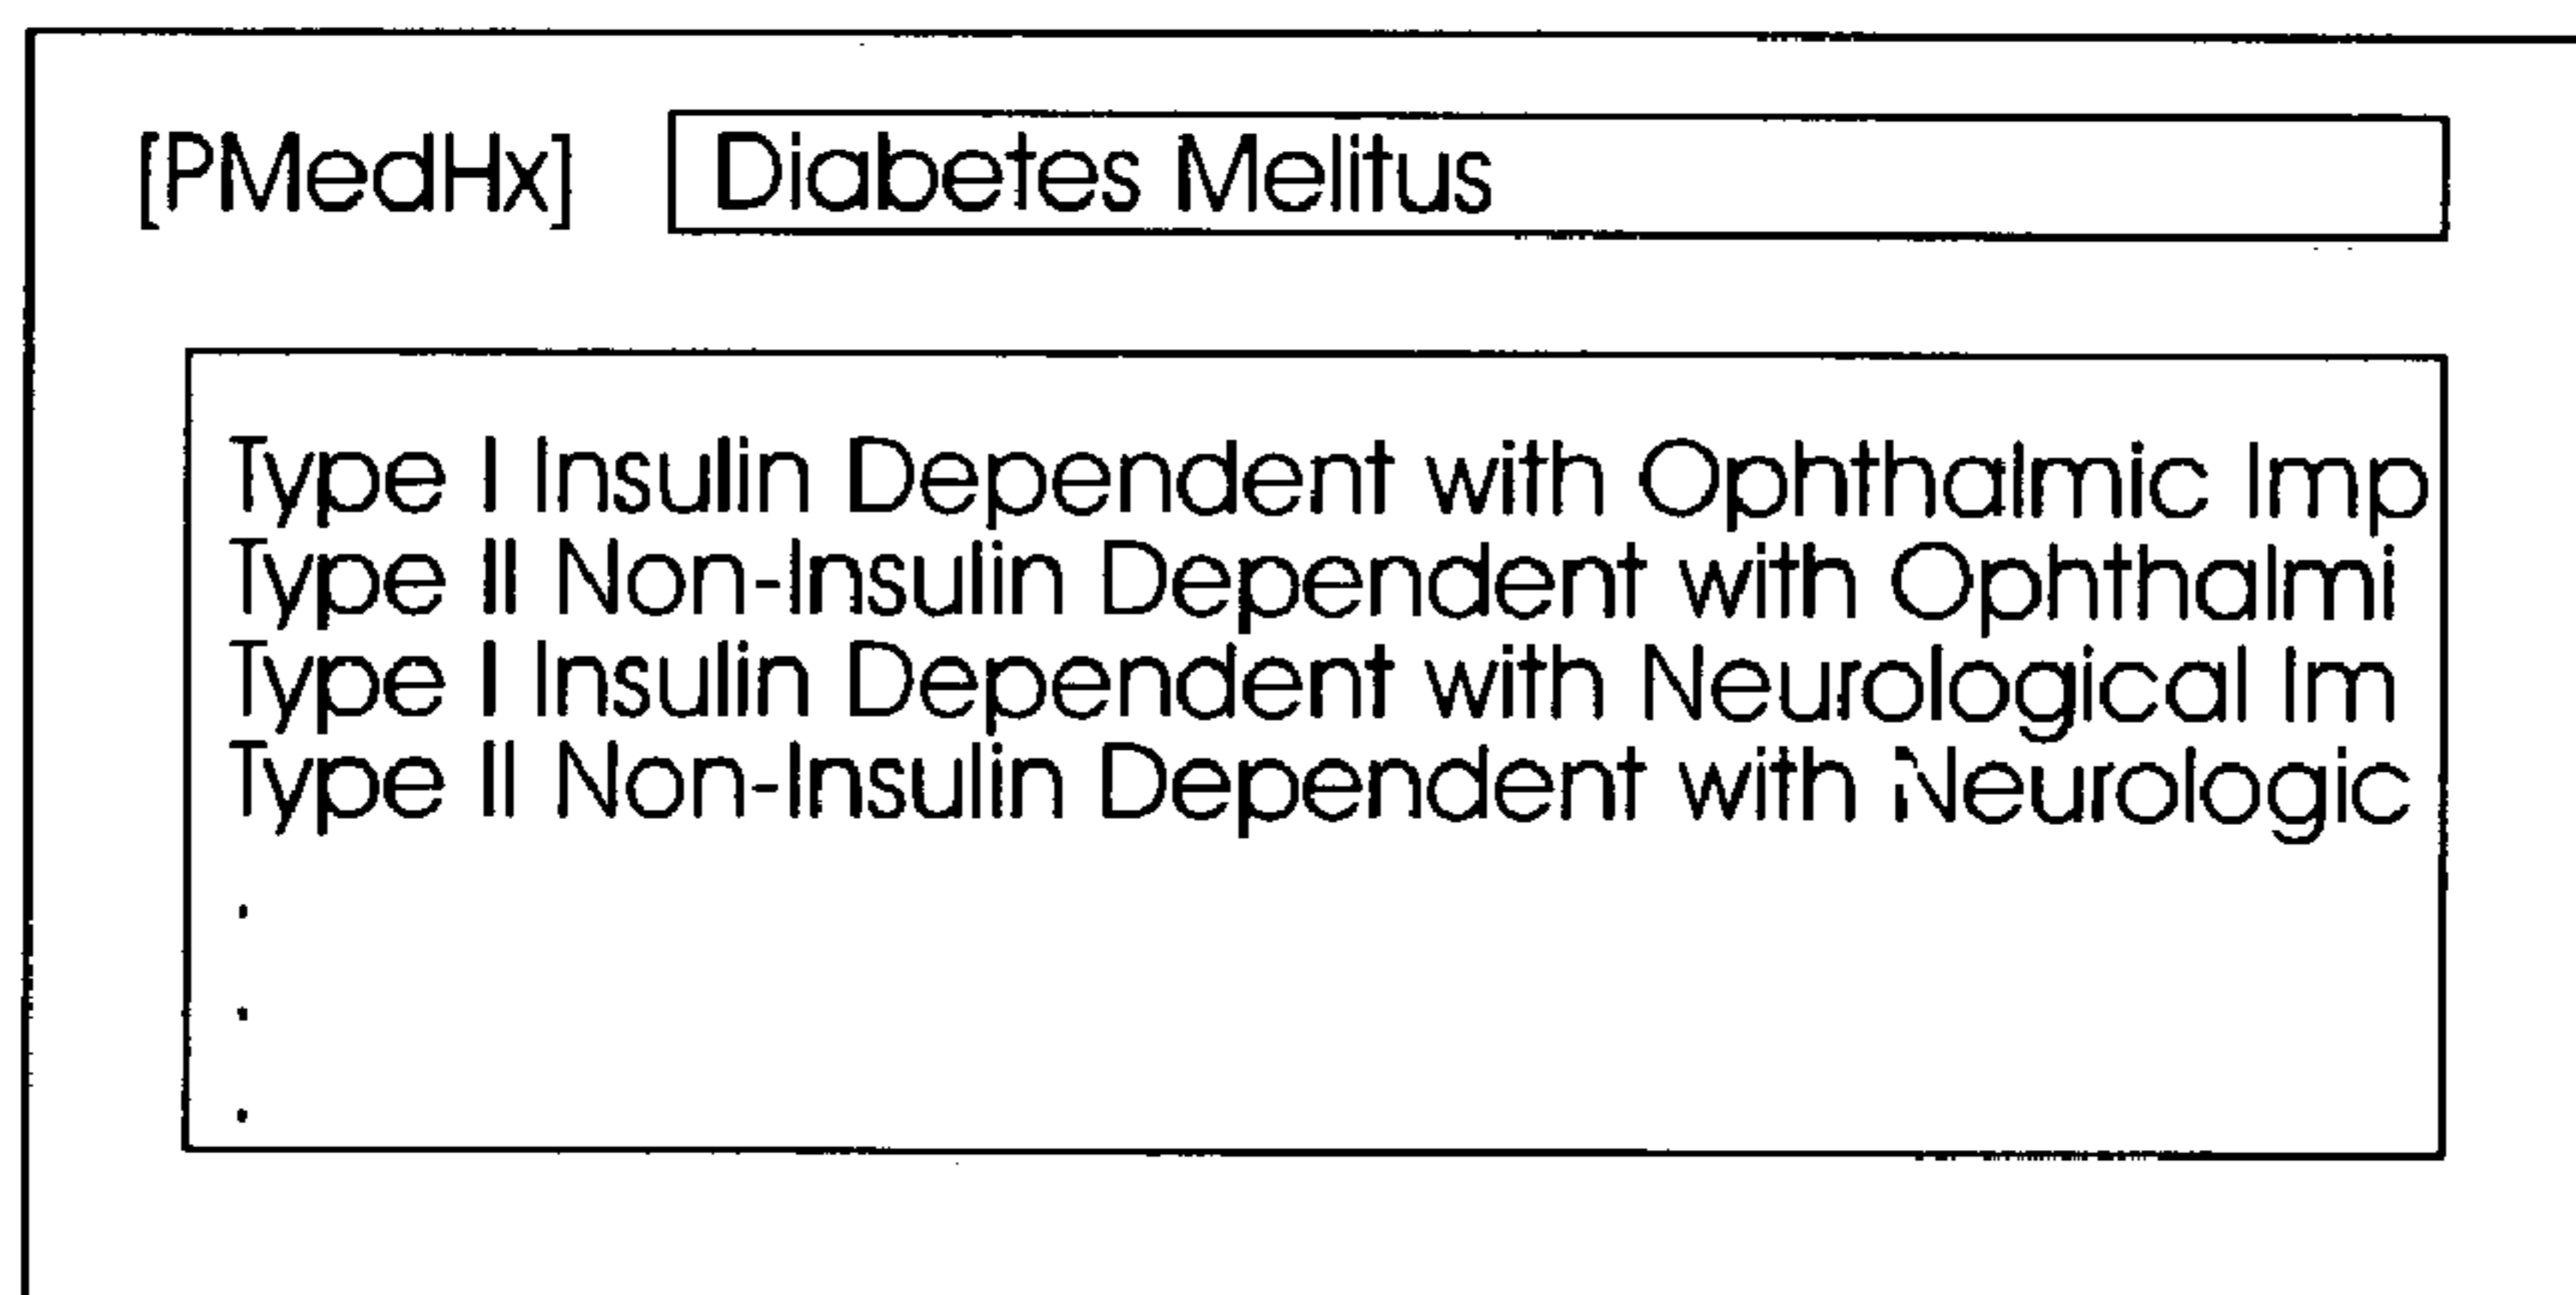 [PMedHx] Diabetes Melitus
Type I Insulin Dependent with Ophthalmic Imp
Type II Non-Insulin Dependent with Ophthalmi
Type I Insulin Dependent with Neurological Im
Type II Non-Insulin Dependent with Neurologic
.
.
.